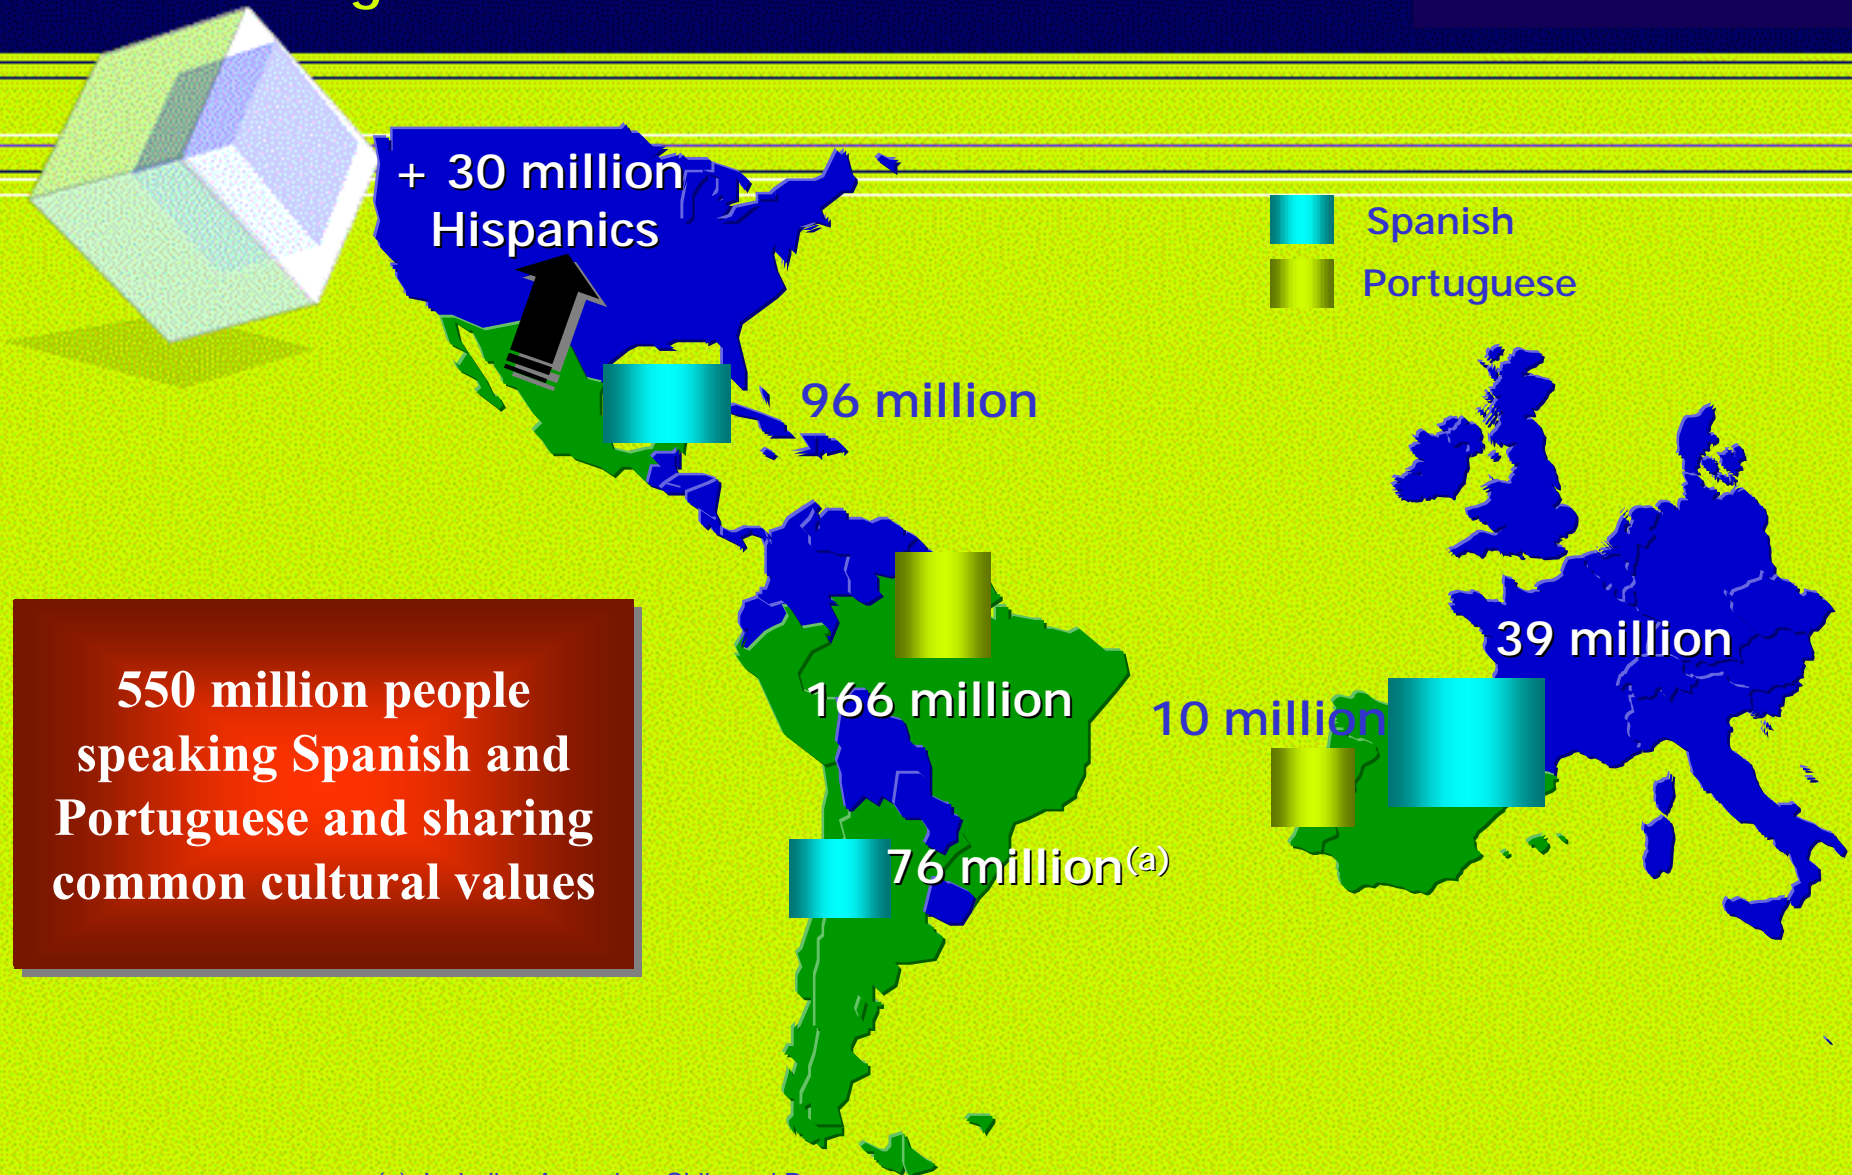 + 30 million
Hispanics
Spanish
Portuguese
96 million
39 million
166 million
10 million
550 million people
speaking Spanish and
Portuguese and sharing
common cultural values
76 million(a)